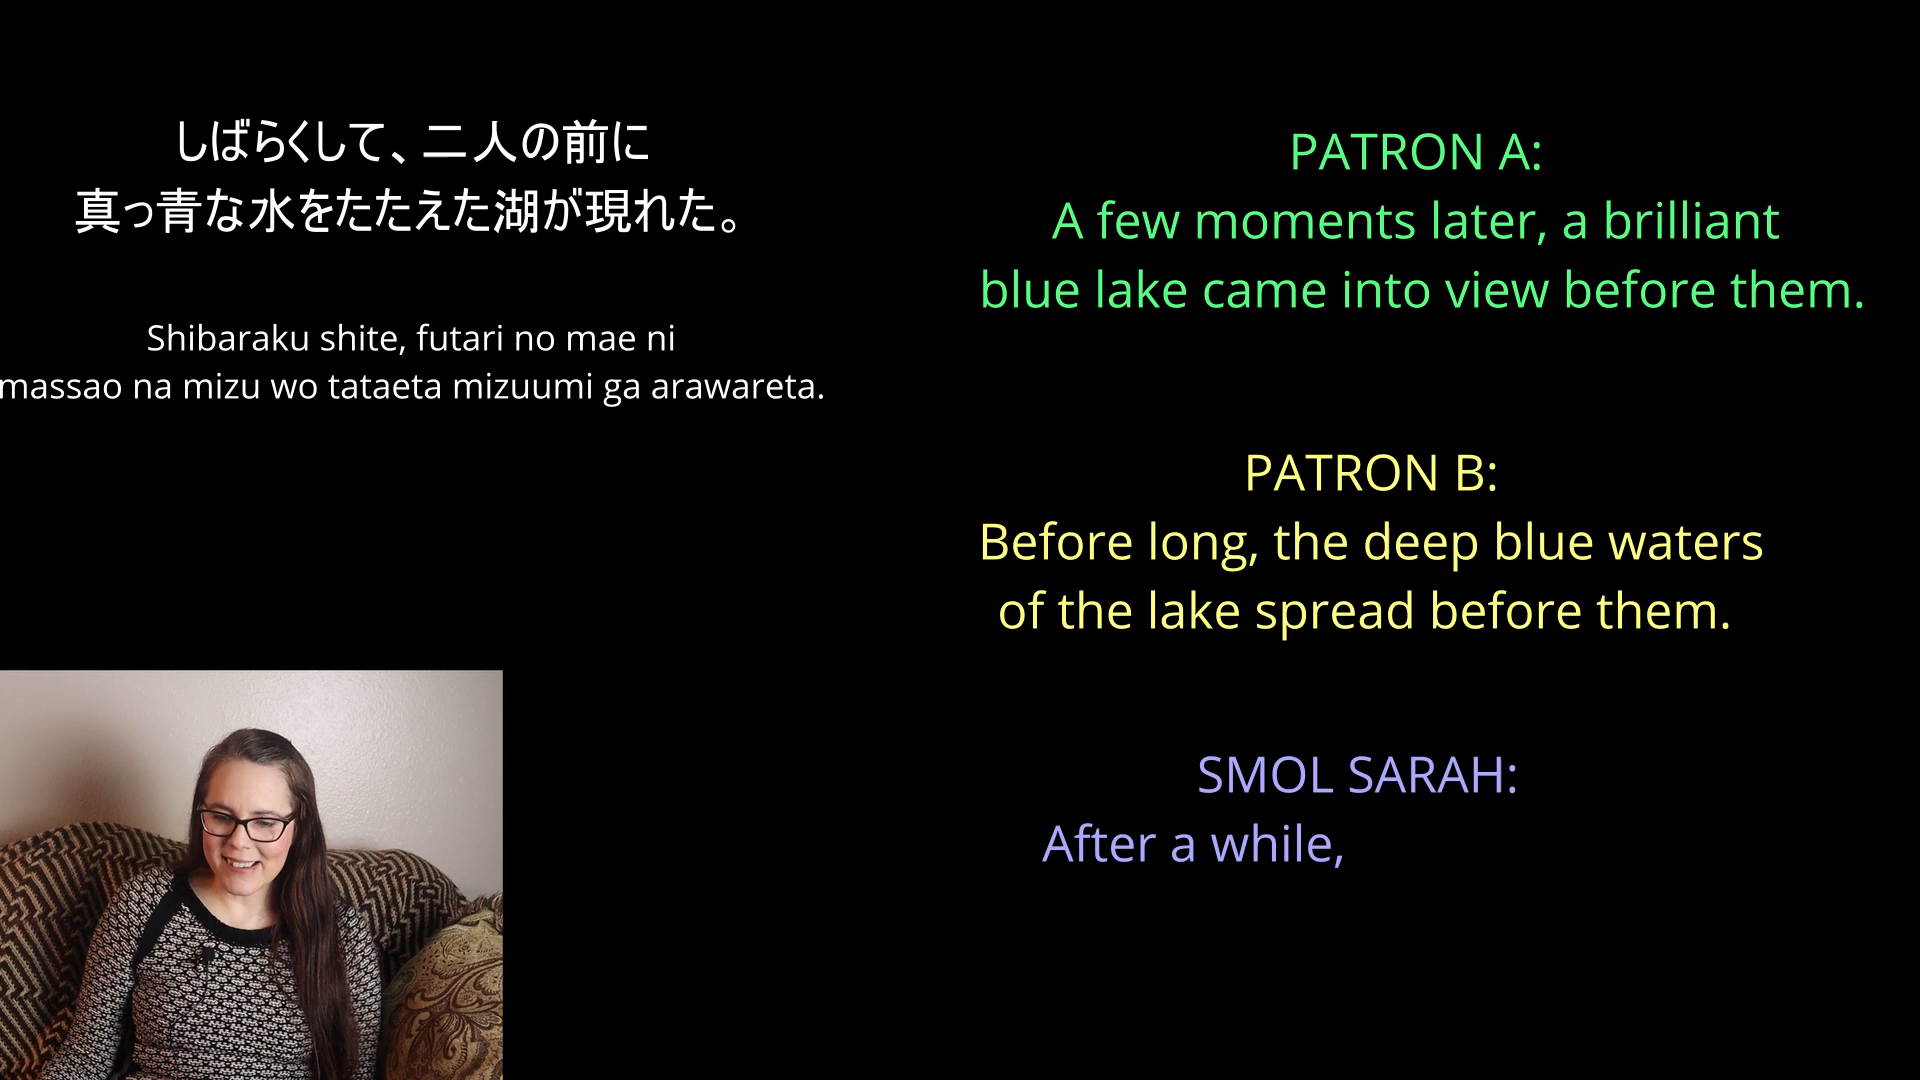 しばらくして、二人の前に
真っ青な水をたたえた湖が現れた。
Shibaraku shite, futari no mae ni
massao na mizu wo tataeta mizuumi ga arawareta.
PATRON A:
A few moments later, a brilliant
blue lake came into view before them.
PATRON B:
Before long, the deep blue waters
of the lake spread before them.
SMOL SARAH:
After a while,